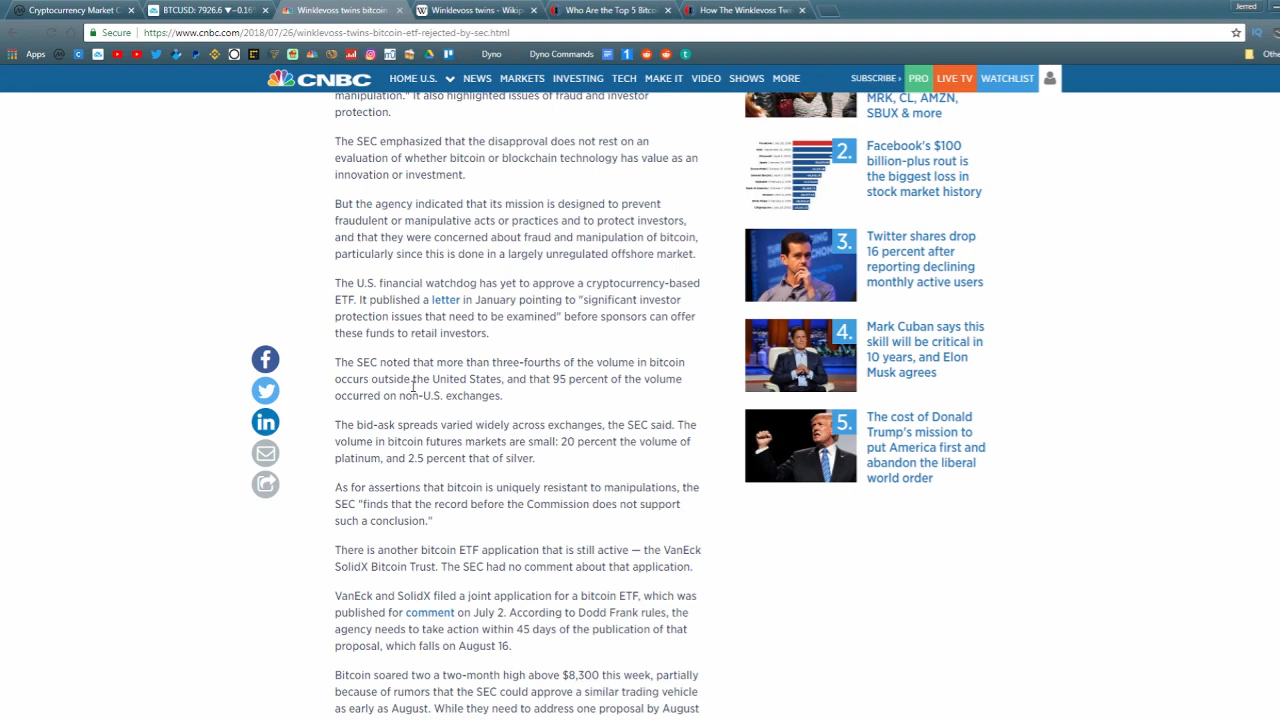 Cryptocurrency Market C
BTCUSD: 7926.6 ▼−0.16%
Winklevoss twins bitcoin
Winklevoss twins - Wikip
Who Are the Top 5 Bitco
How The Winklevoss Twi
Jerred
Secure
https://www.cnbc.com/2018/07/26/winklevoss-twins-bitcoin-etf-rejected-by-sec.html
Apps
Dyno
Dyno Commands
Othe
CNBC
HOME U.S.
NEWS
MARKETS
INVESTING
TECH
MAKE IT
VIDEO
SHOWS
MORE
SUBSCRIBE ›
PRO
LIVE TV
WATCHLIST
manipulation." It also highlighted issues of fraud and investor
protection.
The SEC emphasized that the disapproval does not rest on an
evaluation of whether bitcoin or blockchain technology has value as an
innovation or investment.
But the agency indicated that its mission is designed to prevent
fraudulent or manipulative acts or practices and to protect investors,
and that they were concerned about fraud and manipulation of bitcoin,
particularly since this is done in a largely unregulated offshore market.
The U.S. financial watchdog has yet to approve a cryptocurrency-based
ETF. It published a letter in January pointing to "significant investor
protection issues that need to be examined" before sponsors can offer
these funds to retail investors.
The SEC noted that more than three-fourths of the volume in bitcoin
occurs outside the United States, and that 95 percent of the volume
occurred on non-U.S. exchanges.
The bid-ask spreads varied widely across exchanges, the SEC said. The
volume in bitcoin futures markets are small: 20 percent the volume of
platinum, and 2.5 percent that of silver.
As for assertions that bitcoin is uniquely resistant to manipulations, the
SEC "finds that the record before the Commission does not support
such a conclusion."
There is another bitcoin ETF application that is still active — the VanEck
SolidX Bitcoin Trust. The SEC had no comment about that application.
VanEck and SolidX filed a joint application for a bitcoin ETF, which was
published for comment on July 2. According to Dodd Frank rules, the
agency needs to take action within 45 days of the publication of that
proposal, which falls on August 16.
Bitcoin soared two a two-month high above $8,300 this week, partially
because of rumors that the SEC could approve a similar trading vehicle
as early as August. While they need to address one proposal by August
MRK, CL, AMZN,
SBUX & more
2.
Facebook's $100
billion-plus rout is
the biggest loss in
stock market history
3.
Twitter shares drop
16 percent after
reporting declining
monthly active users
4.
Mark Cuban says this
skill will be critical in
10 years, and Elon
Musk agrees
5.
The cost of Donald
Trump's mission to
put America first and
abandon the liberal
world order